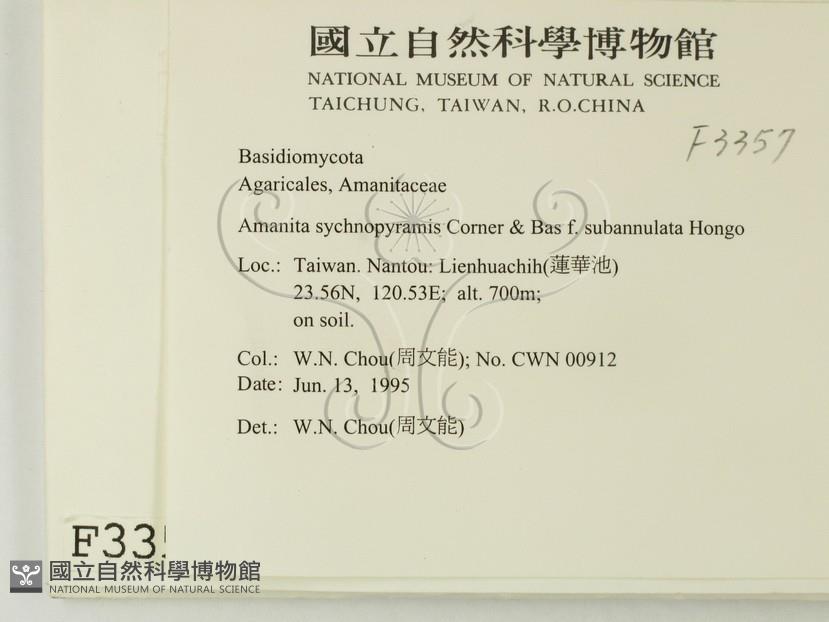 國立自然科學博物館
NATIONAL MUSEUM OF NATURAL SCIENCE
TAICHUNG, TAIWAN, R.O.CHINA
F3357
Basidiomycota
Agaricales, Amanitaceae
Amanita sychnopyramis Corner & Bas f. subannulata Hongo
Loc.: Taiwan. Nantou: Lienhuachih(蓮華池)
23.56N, 120.53E; alt. 700m;
on soil.
Col.: W.N. Chou(周文能); No. CWN 00912
Date: Jun. 13, 1995
Det.: W.N. Chou(周文能)
F335
國立自然科學博物館
NATIONAL MUSEUM OF NATURAL SCIENCE